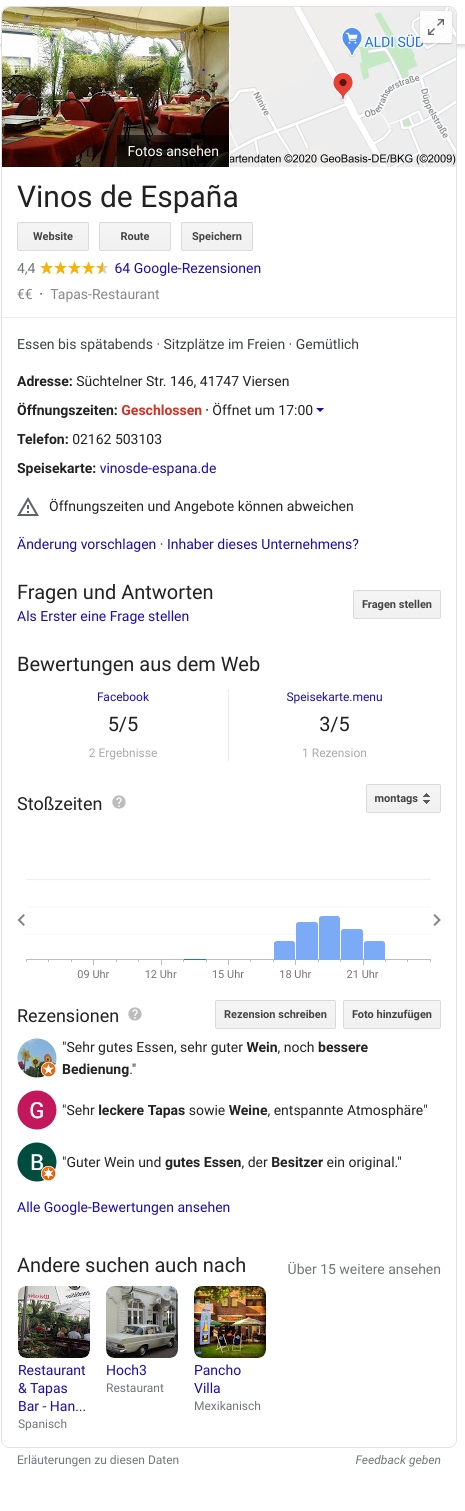 Fotos ansehen
ALDI SÜD
Oberrahserstraße
Düppelstraße
Ninive
artendaten ©2020 GeoBasis-DE/BKG (©2009)
Vinos de España
Website
Route
Speichern
4,4
64 Google-Rezensionen
€€ · Tapas-Restaurant
Essen bis spätabends · Sitzplätze im Freien · Gemütlich
Adresse: Süchtelner Str. 146, 41747 Viersen
Öffnungszeiten: Geschlossen · Öffnet um 17:00
Telefon: 02162 503103
Speisekarte: vinosde-espana.de
Öffnungszeiten und Angebote können abweichen
Änderung vorschlagen · Inhaber dieses Unternehmens?
Fragen und Antworten
Als Erster eine Frage stellen
Fragen stellen
Bewertungen aus dem Web
Facebook
5/5
2 Ergebnisse
Speisekarte.menu
3/5
1 Rezension
Stoßzeiten
?
montags
09 Uhr 12 Uhr 15 Uhr 18 Uhr 21 Uhr
Rezensionen
?
Rezension schreiben
Foto hinzufügen
"Sehr gutes Essen, sehr guter Wein, noch bessere
Bedienung."
G
"Sehr leckere Tapas sowie Weine, entspannte Atmosphäre"
B
"Guter Wein und gutes Essen, der Besitzer ein original."
Alle Google-Bewertungen ansehen
Andere suchen auch nach
Über 15 weitere ansehen
Restaurant
& Tapas
Bar - Han...
Spanisch
Hoch3
Restaurant
Pancho
Villa
Mexikanisch
Erläuterungen zu diesen Daten
Feedback geben